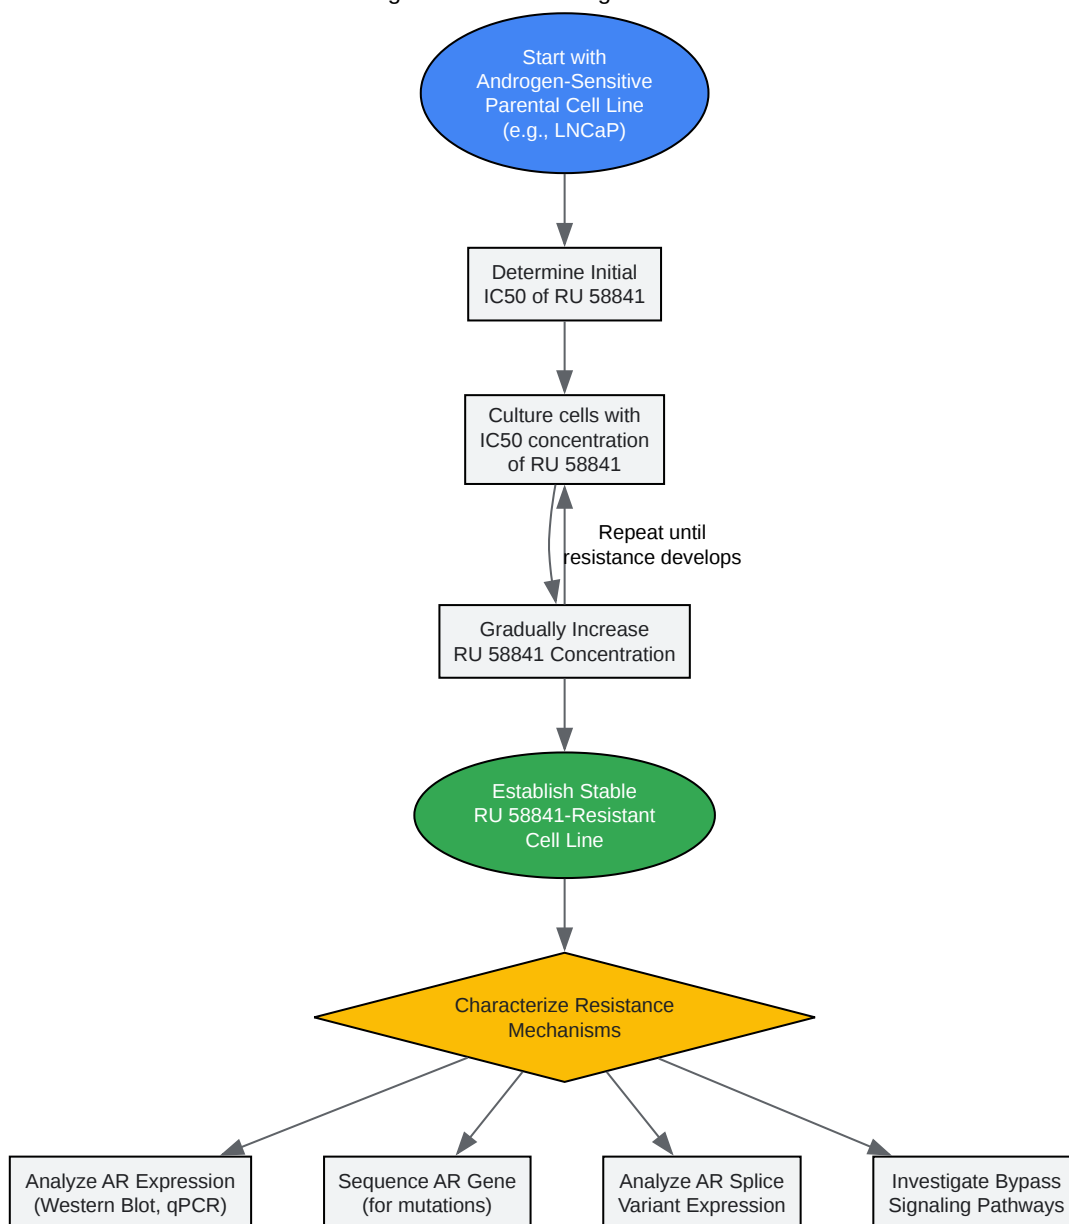 Start with
Androgen-Sensitive
Parental Cell Line
(e.g., LNCaP)
Determine Initial
IC50 of RU 58841
Culture cells with
IC50 concentration
of RU 58841
Repeat until
resistance develops
Gradually Increase
RU 58841 Concentration
Establish Stable
RU 58841-Resistant
Cell Line
Characterize Resistance
Mechanisms
Analyze AR Expression
(Western Blot, qPCR)
Sequence AR Gene
(for mutations)
Analyze AR Splice
Variant Expression
Investigate Bypass
Signaling Pathways